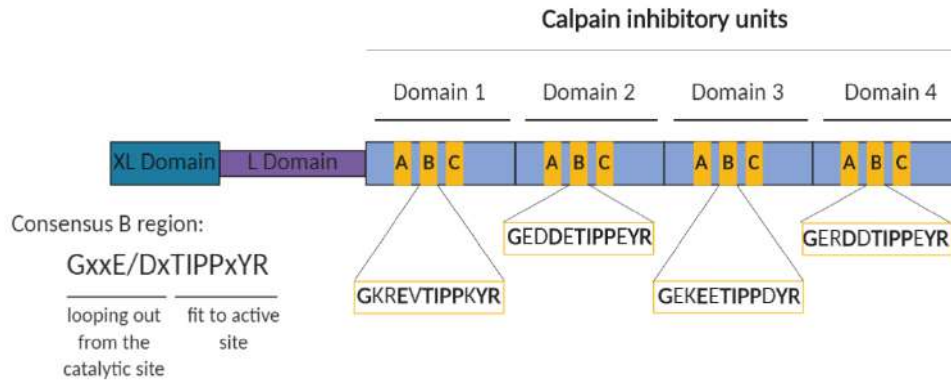 Calpain inhibitory units
Domain 1 Domain 2 Domain 3 Domain 4
XL Domain L Domain A B C A B C A B C A B C
Consensus B region:
GxxE/DxTIPPxYR
looping out
from the
catalytic site
fit to active
site
GKREVTIPPKYR
GEDDETIPPEYR
GEKEETIPPDYR
GERDDTIPPEYR